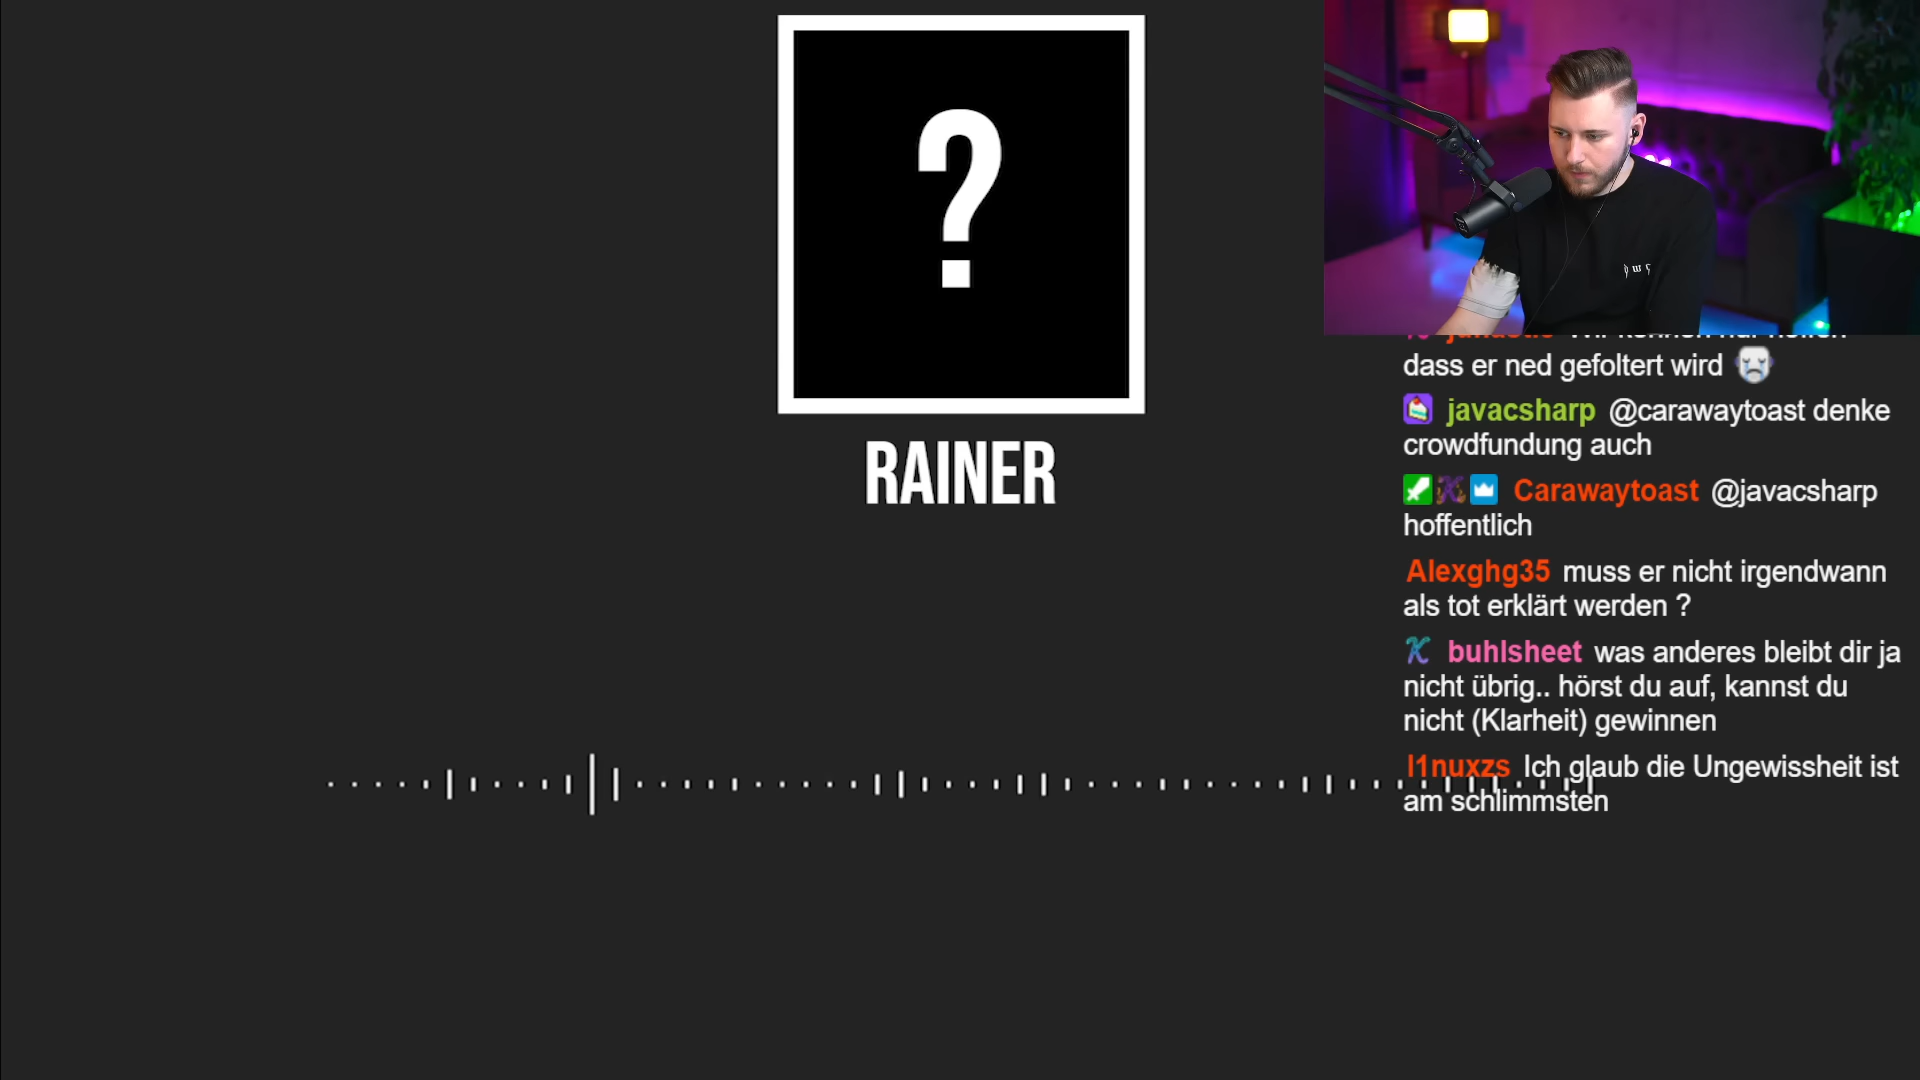 ?
RAINER
dass er ned gefoltert wird
javacsharp @carawaytoast denke
crowdfundung auch
Carawaytoast @javacsharp
hoffentlich
Alexghg35 muss er nicht irgendwann
als tot erklärt werden ?
buhlsheet was anderes bleibt dir ja
nicht übrig.. hörst du auf, kannst du
nicht (Klarheit) gewinnen
l1nuxzs Ich glaub die Ungewissheit ist
am schlimmsten